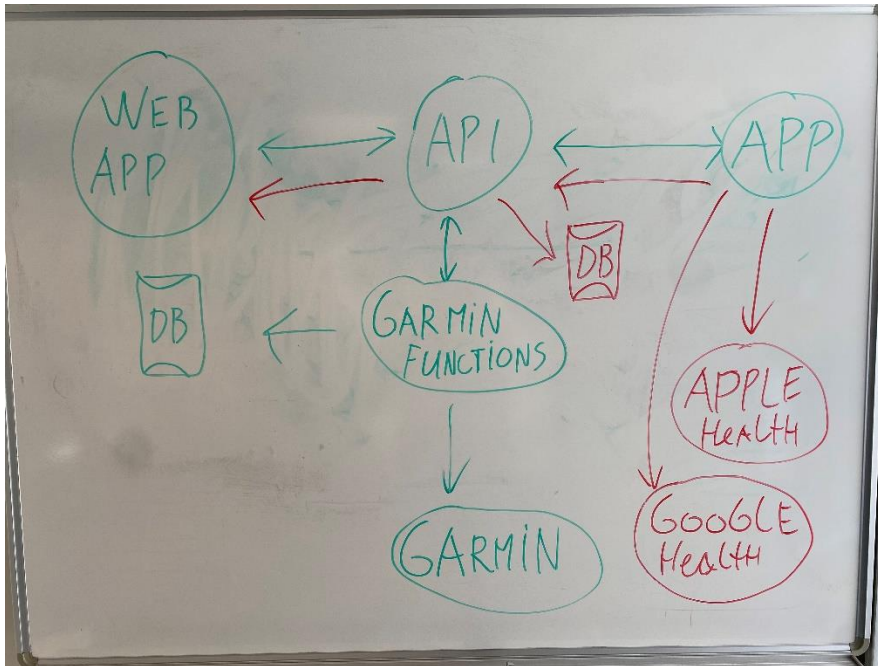 WEB
APP
API
APP
DB
DB
GARMiN
FUNCTiONS
APPLE
HeALTH
GARMiN
GOOGLE
HeaLTH